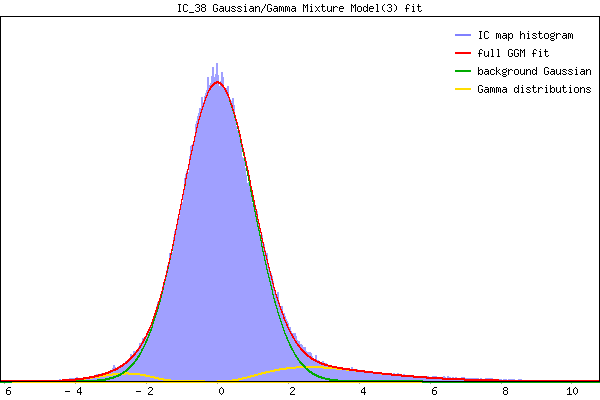 IC_38 Gaussian/Gamma Mixture Model(3) fit
IC map histogram
full GGM fit
background Gaussian
Gamma distributions
6 -4 -2 0 2 4 6 8 10